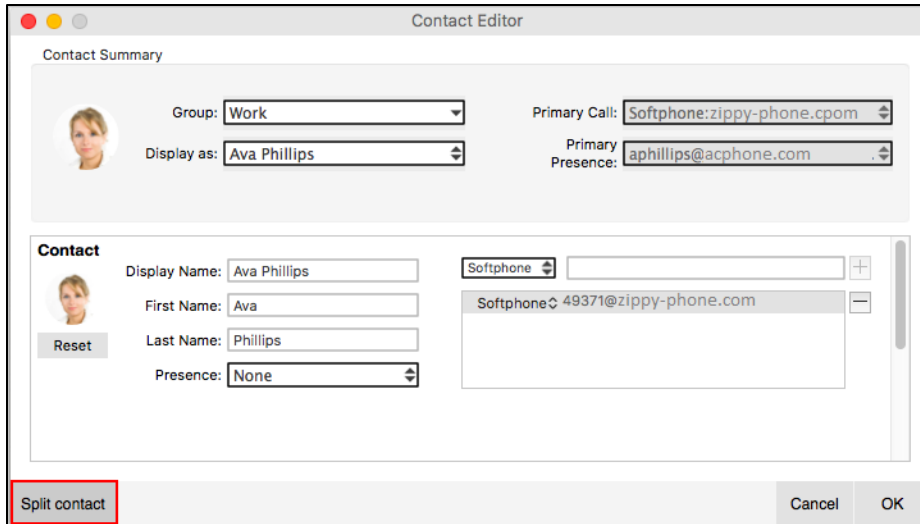 Contact Editor
Contact Summary
Group: Work
Primary Call: Softphone:zippy-phone.cpom
Display as: Ava Phillips
Primary
Presence: aphillips@acphone.com .
Contact
Display Name: Ava Phillips
Softphone
First Name: Ava
Softphone 49371@zippy-phone.com
Reset
Last Name: Phillips
Presence: None
Split contact
Cancel
OK